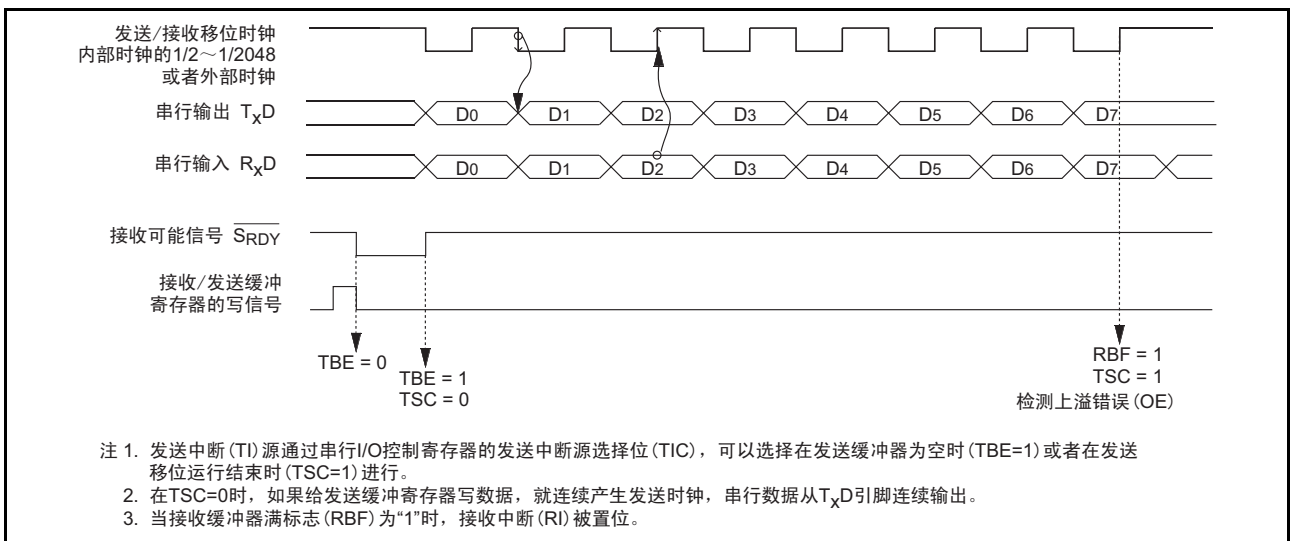 发送/接收移位时钟
内部时钟的1/2～1/2048
或者外部时钟
串行输出 TxD
D0 D1 D2 D3 D4 D5 D6 D7
串行输入 RxD
D0 D1 D2 D3 D4 D5 D6 D7
接收可能信号 SRDY
接收/发送缓冲
寄存器的写信号
TBE = 0
TBE = 1
TSC = 0
RBF = 1
TSC = 1
检测上溢错误(OE)
注 1. 发送中断(TI)源通过串行I/O控制寄存器的发送中断源选择位(TIC)，可以选择在发送缓冲器为空时(TBE=1)或者在发送
移位运行结束时(TSC=1)进行。
2. 在TSC=0时，如果给发送缓冲寄存器写数据，就连续产生发送时钟，串行数据从TxD引脚连续输出。
3. 当接收缓冲器满标志(RBF)为“1”时，接收中断(RI)被置位。